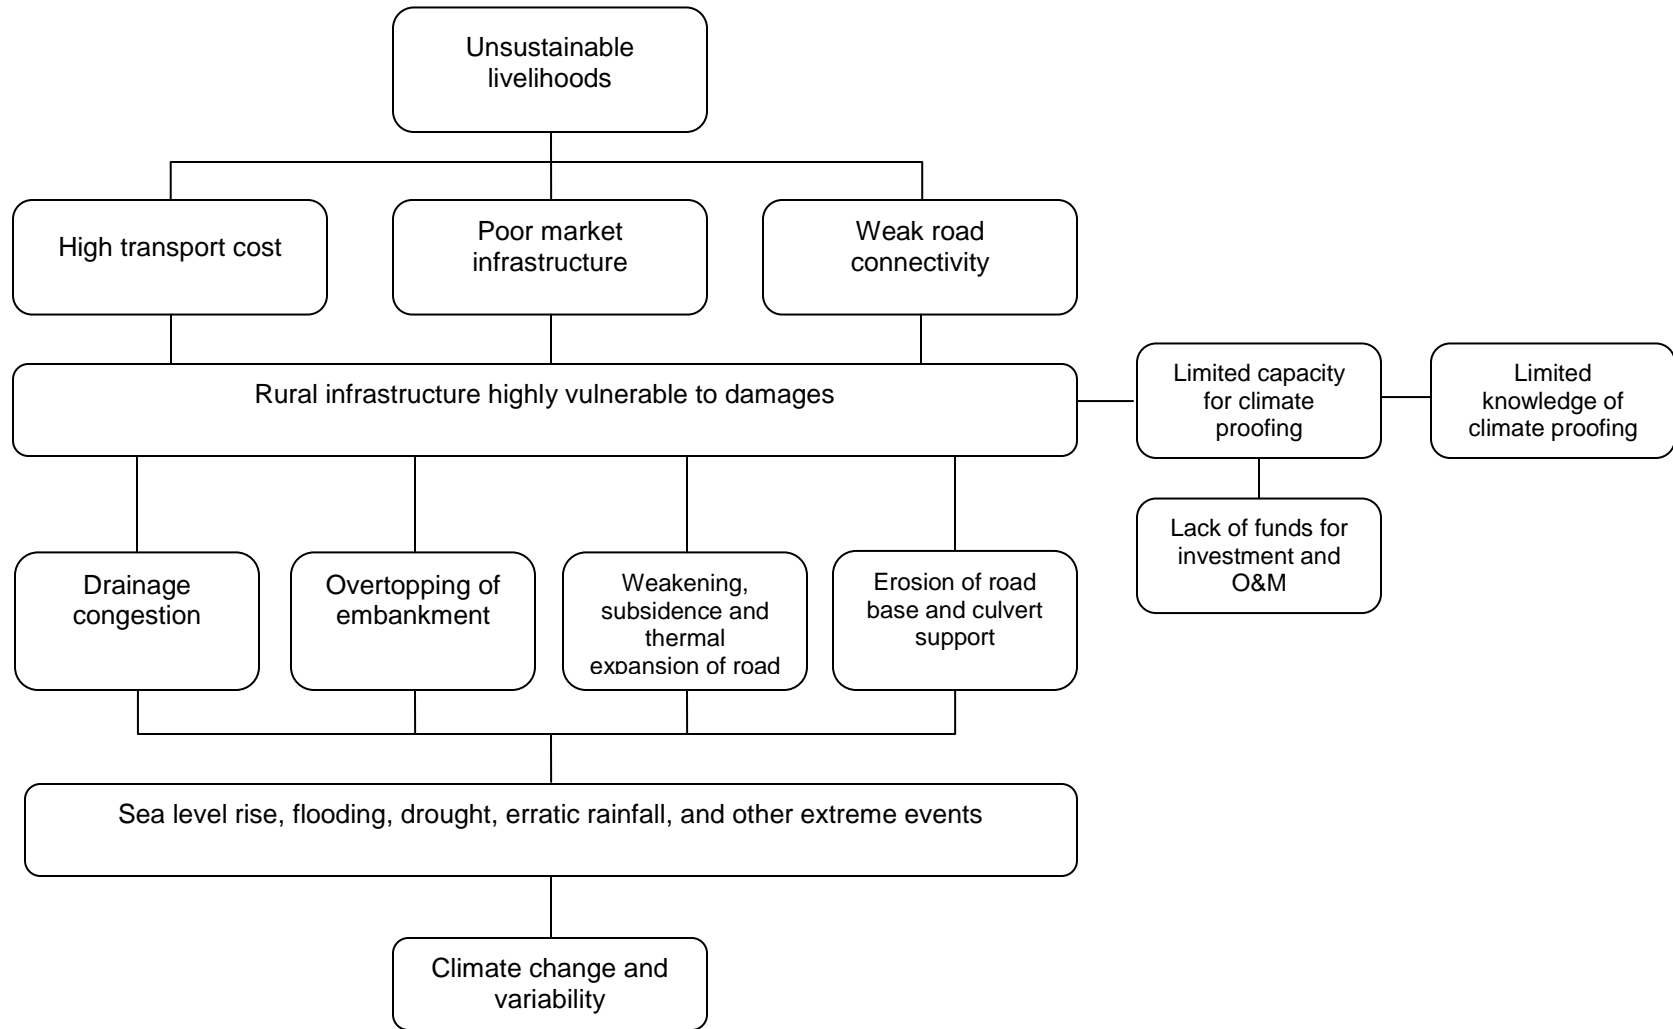 Unsustainable
livelihoods
High transport cost
Poor market
infrastructure
Weak road
connectivity
Rural infrastructure highly vulnerable to damages
Limited capacity
for climate
proofing
Limited
knowledge of
climate proofing
Lack of funds for
investment and
O&M
Drainage
congestion
Overtopping of
embankment
Weakening,
subsidence and
thermal
expansion of road
Erosion of road
base and culvert
support
Sea level rise, flooding, drought, erratic rainfall, and other extreme events
Climate change and
variability